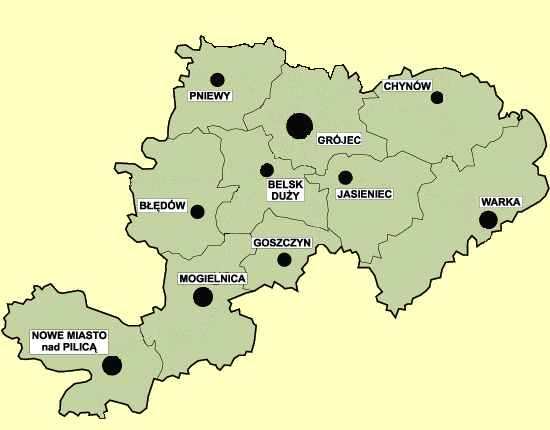 PNIEWY
CHYNÓW
GRÓJEC
BELSK
DUŻY
JASIENIEC
BŁĘDÓW
WARKA
GOSZCZYN
MOGIELNICA
NOWE MIASTO
nad PILICĄ